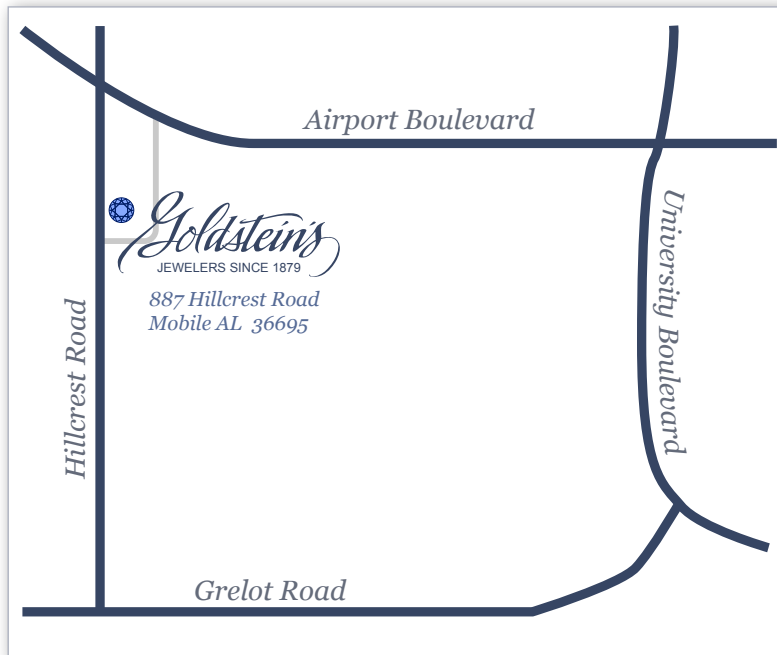 Airport Boulevard
University Boulevard
Goldstein's
JEWELERS SINCE 1879
887 Hillcrest Road
Mobile AL 36695
Hillcrest Road
Grelot Road